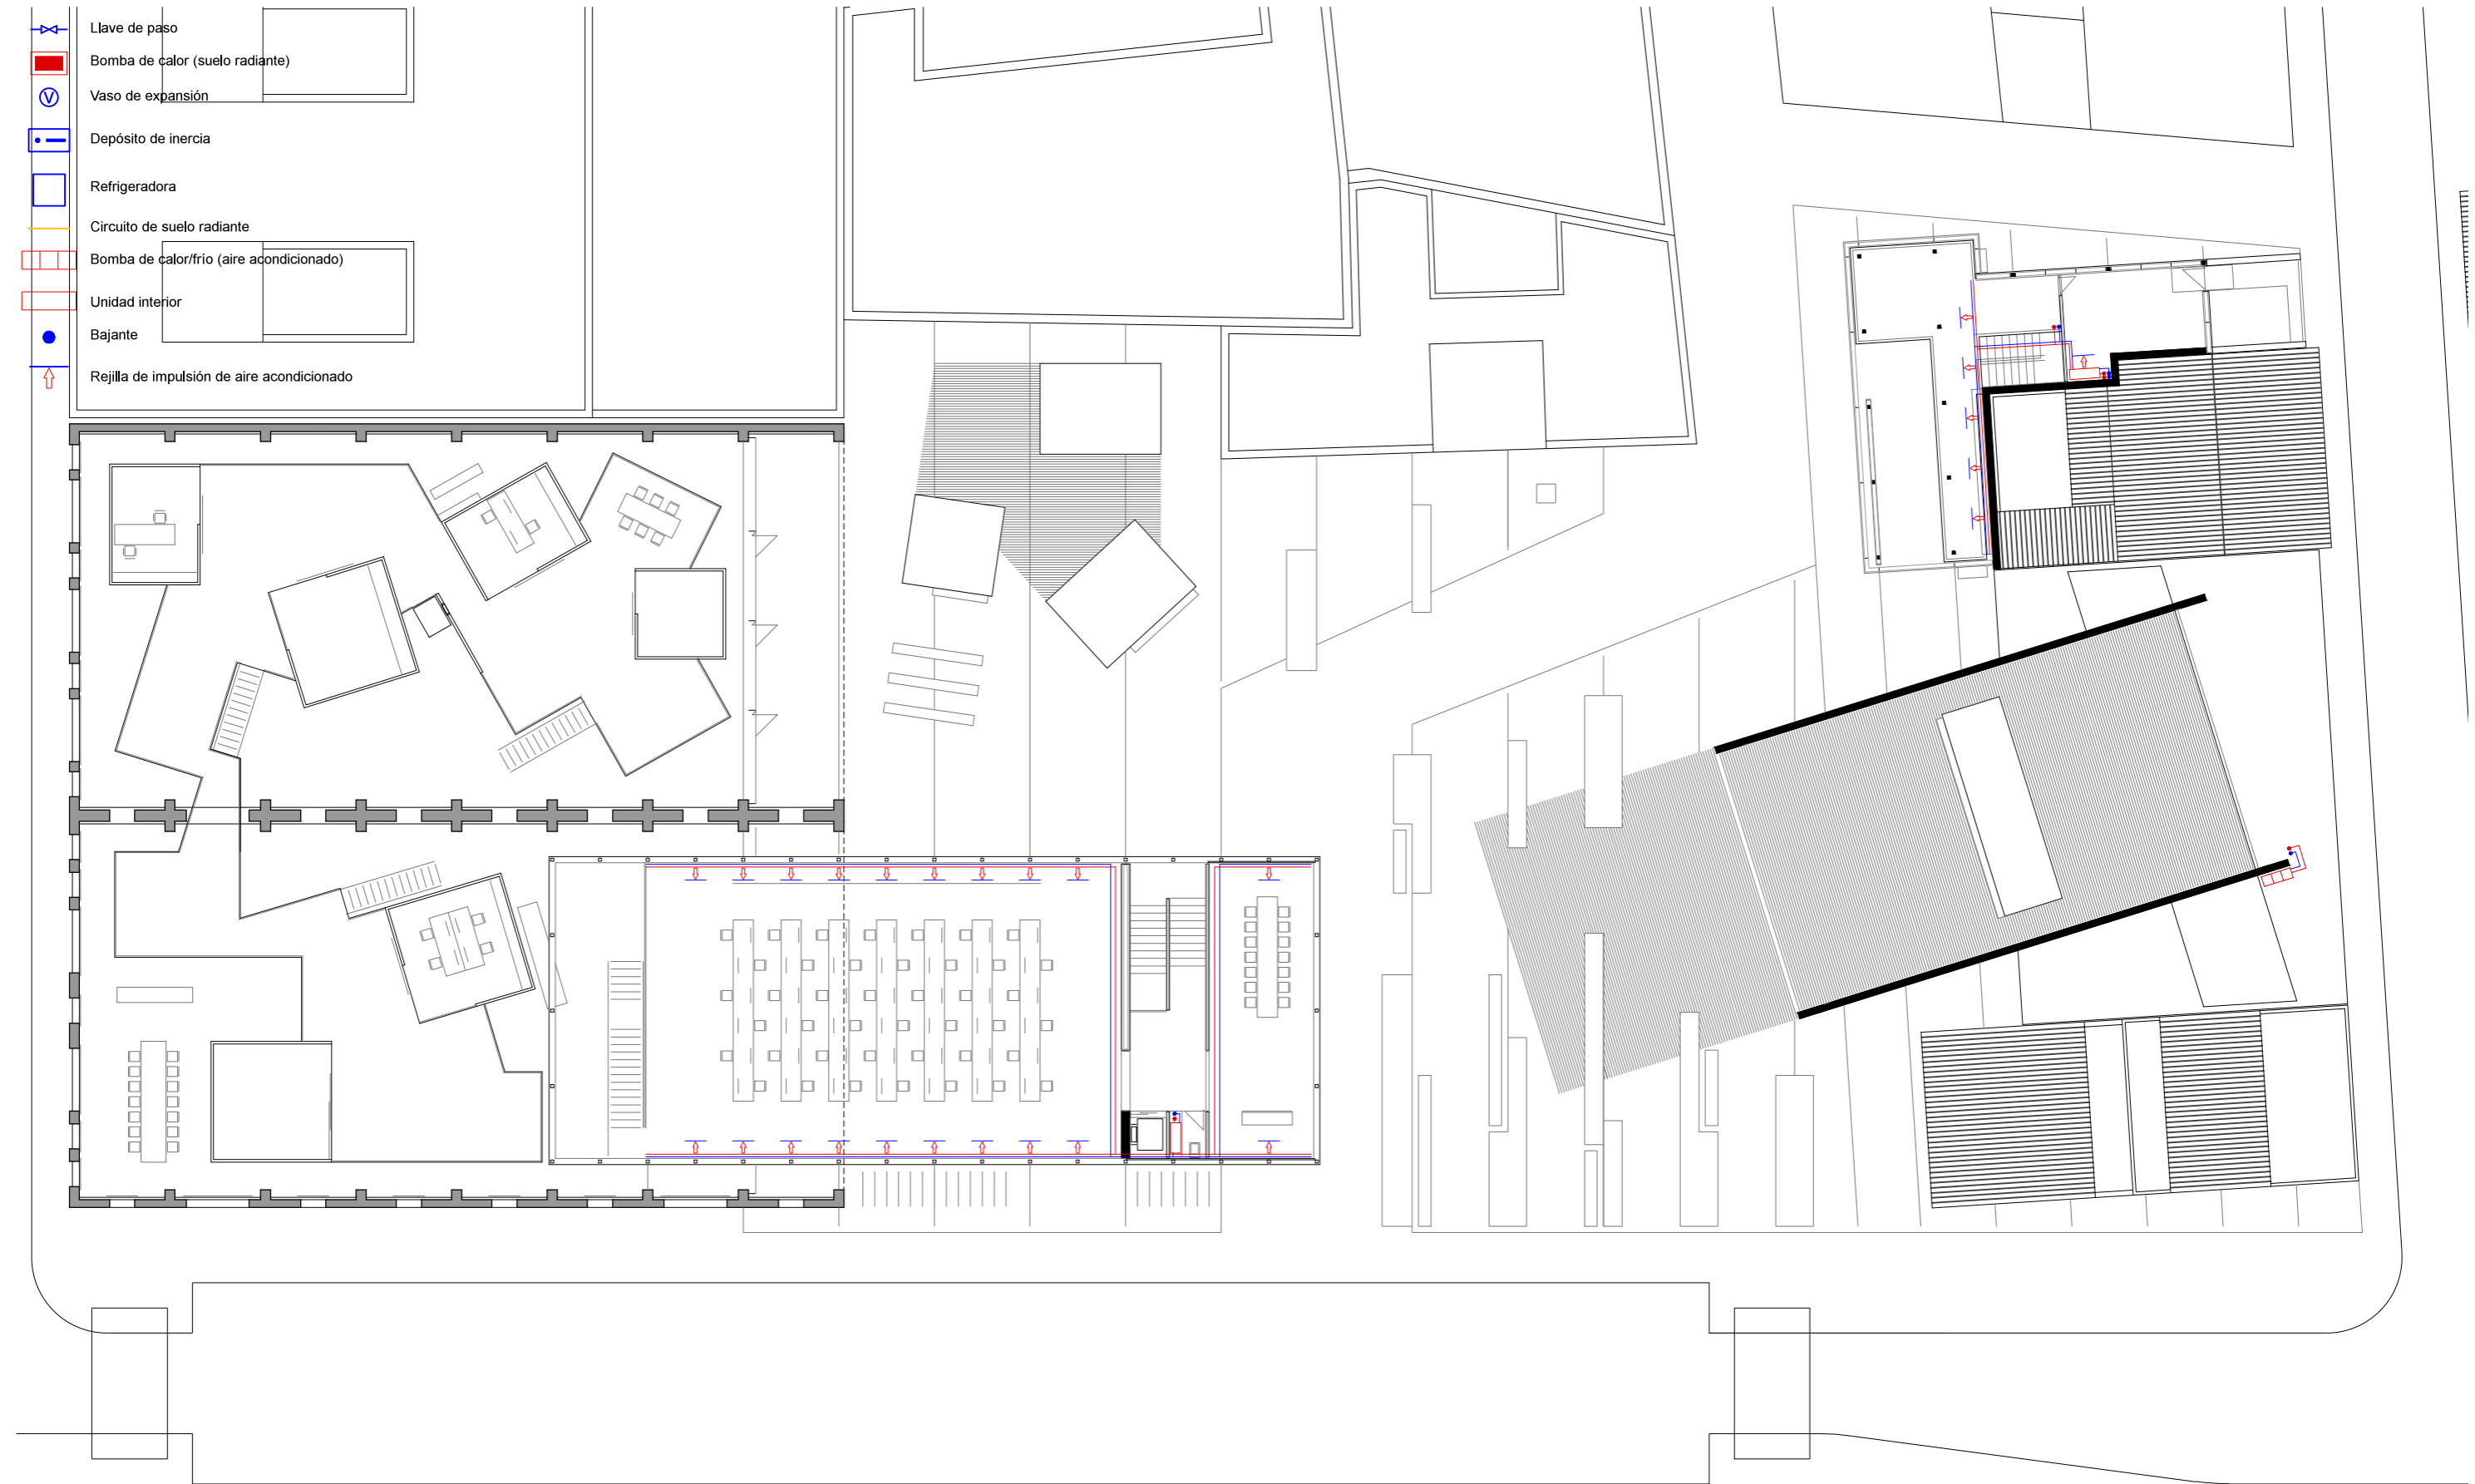 Llave de paso
Bomba de calor (suelo radiante)
Vaso de expansión
Depósito de inercia
Refrigeradora
Circuito de suelo radiante
Bomba de calor/frío (aire acondicionado)
Unidad interior
Bajante
Rejilla de impulsión de aire acondicionado